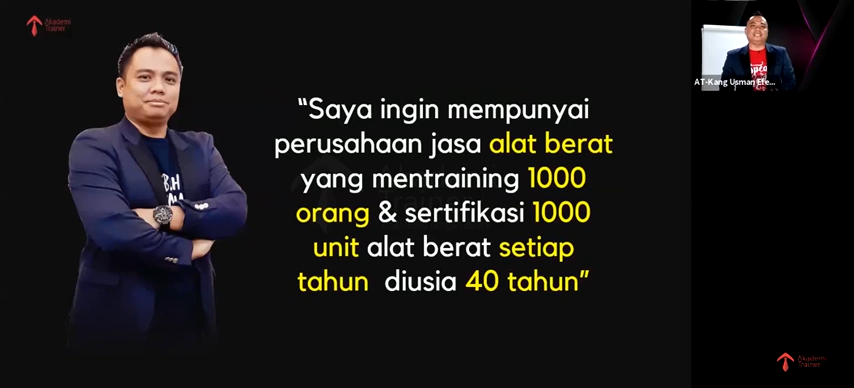 Akademi
Trainer
AT-Kang Usman Efe...
“Saya ingin mempunyai
perusahaan jasa alat berat
yang mentraining 1000
orang & sertifikasi 1000
unit alat berat setiap
tahun diusia 40 tahun”
Akademi
Trainer